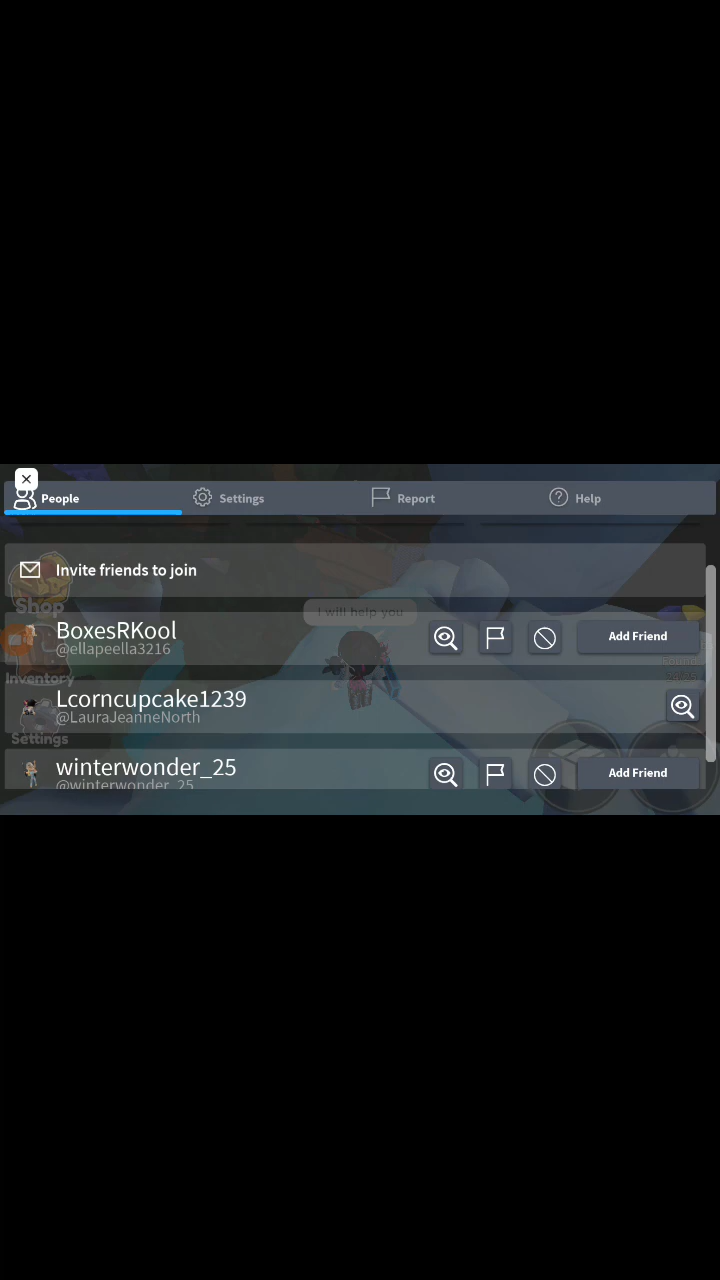 People
Settings
Report
Help
Invite friends to join
Shop
I will help you
BoxesRKool
@ellapeella3216
Add Friend
Inventory
Lcorncupcake1239
@LauraJeanneNorth
Settings
winterwonder_25
@winterwonder_25
Add Friend